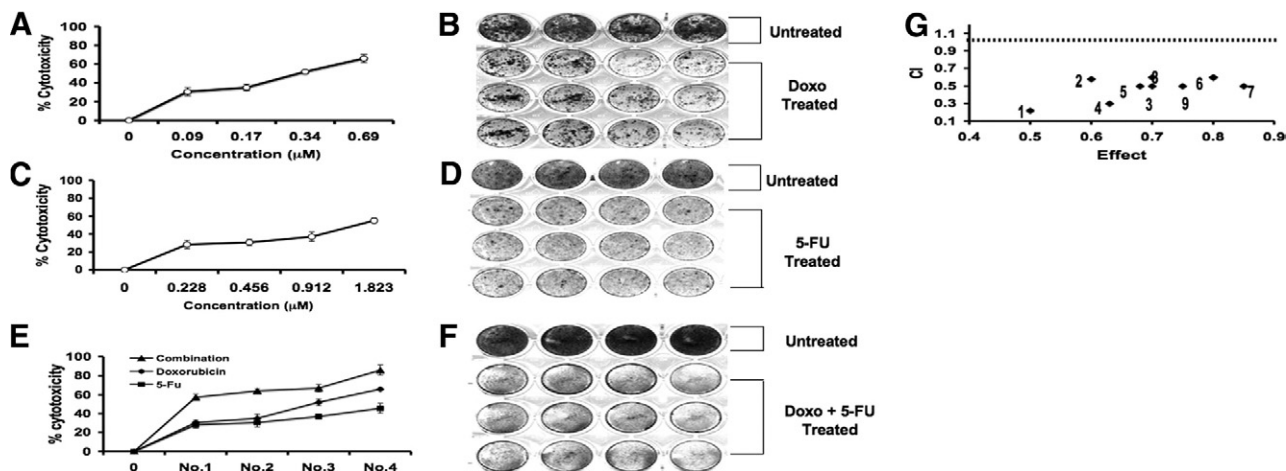 A
% Cytotoxicity
100
80
60
40
20
0
0 0.09 0.17 0.34 0.69
Concentration (μM)
B
Untreated
Doxo
Treated
C
% Cytotoxicity
100
80
60
40
20
0
0 0.228 0.456 0.912 1.823
Concentration (μM)
D
Untreated
5-FU
Treated
E
% cytotoxicity
100
80
60
40
20
0
Combination
Doxorubicin
5-Fu
0 No.1 No.2 No.3 No.4
F
Untreated
Doxo + 5-FU
Treated
G
CI
1.1
0.9
0.7
0.5
0.3
0.1
1 2 4 5 8 3 9 6 7
0.4 0.5 0.6 0.7 0.8 0.9
Effect